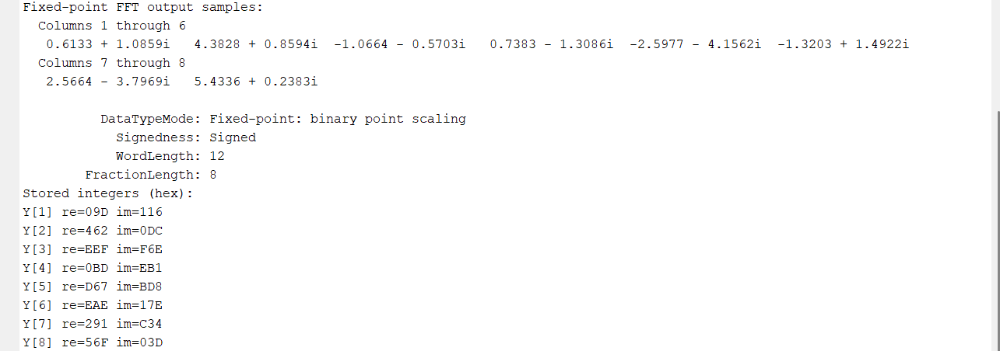 Fixed-point FFT output samples:
Columns 1 through 6
0.6133 + 1.0859i 4.3828 + 0.8594i -1.0664 - 0.5703i 0.7383 - 1.3086i -2.5977 - 4.1562i -1.3203 + 1.4922i
Columns 7 through 8
2.5664 - 3.7969i 5.4336 + 0.2383i
DataTypeMode: Fixed-point: binary point scaling
Signedness: Signed
WordLength: 12
FractionLength: 8
Stored integers (hex):
Y[1] re=09D im=116
Y[2] re=462 im=0DC
Y[3] re=EEF im=F6E
Y[4] re=0BD im=EB1
Y[5] re=D67 im=BD8
Y[6] re=EAE im=17E
Y[7] re=291 im=C34
Y[8] re=56F im=03D